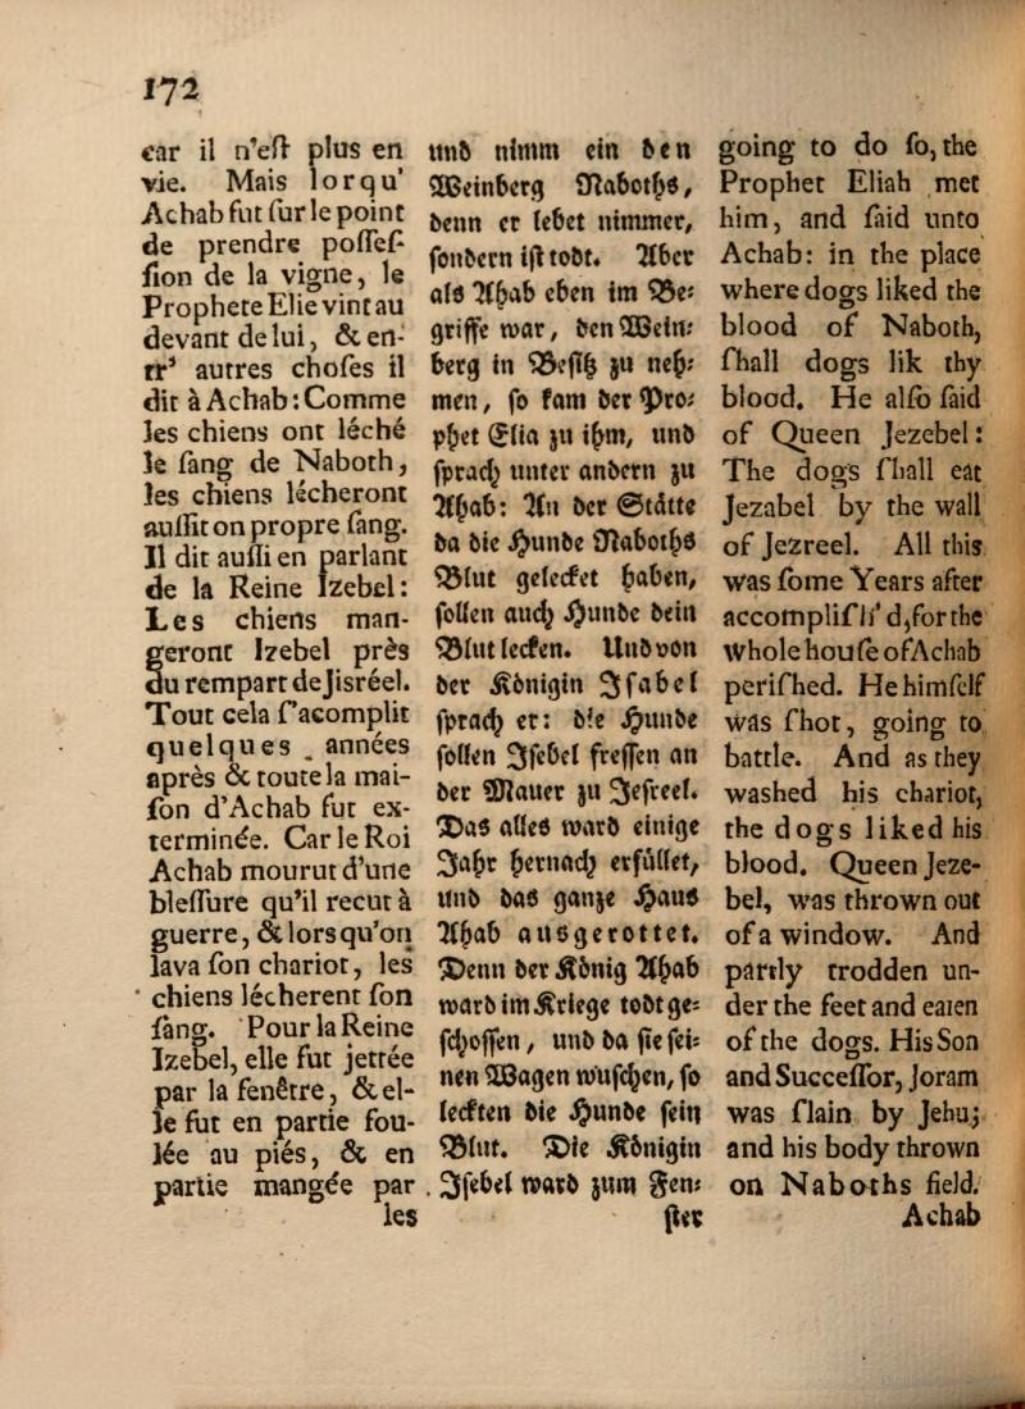 172
car il n'eſt plus en
vie. Mais lorqu'
Achab fut ſur le point
de prendre poſſeſ-
ſion de la vigne, le
Prophete Elie vint au
devant de lui, & en-
tr' autres choſes il
dit à Achab: Comme
les chiens ont léché
le ſang de Naboth,
les chiens lécheront
auſſit on propre ſang.
Il dit auſſi en parlant
de la Reine Izebel:
Les chiens man-
geront Izebel près
du rempart de Jisréel.
Tout cela ſ'acomplit
quelques années
après & toute la mai-
ſon d'Achab fut ex-
terminée. Car le Roi
Achab mourut d'une
bleſſure qu'il recut à
guerre, & lorsqu'on
lava ſon chariot, les
chiens lécherent ſon
ſang. Pour la Reine
Izebel, elle fut jettée
par la fenêtre, & el-
le fut en partie fou-
lée au piés, & en
partie mangée par
les
und nimm ein den
Weinberg Naboths,
denn er lebet nimmer,
ſondern iſt todt. Aber
als Ahab eben im Be-
griffe war, den Wein-
berg in Beſitz zu neh-
men, ſo kam der Pro-
phet Elia zu ihm, und
ſprach unter andern zu
Ahab: An der Stätte
da die Hunde Naboths
Blut gelecket haben,
ſollen auch Hunde dein
Blut lecken. Und von
der Königin Iſabel
ſprach er: die Hunde
ſollen Iſebel freſſen an
der Mauer zu Jeſreel.
Das alles ward einige
Jahr hernach erfüllet,
und das ganze Haus
Ahab ausgerottet.
Denn der König Ahab
ward im Kriege todt ge-
ſchoſſen, und da ſie ſei-
nen Wagen wuſchen, ſo
leckten die Hunde ſein
Blut. Die Königin
Iſebel ward zum Fen-
ſter
going to do ſo, the
Prophet Eliah met
him, and ſaid unto
Achab: in the place
where dogs liked the
blood of Naboth,
ſhall dogs lik thy
blood. He alſo ſaid
of Queen Jezebel:
The dogs ſhall eat
Jezabel by the wall
of Jezreel. All this
was ſome Years after
accompliſh'd, for the
whole houſe of Achab
periſhed. He himſelf
was ſhot, going to
battle. And as they
washed his chariot,
the dogs liked his
blood. Queen Jeze-
bel, was thrown out
of a window. And
partly trodden un-
der the feet and eaten
of the dogs. His Son
and Succeſſor, Joram
was ſlain by Jehu;
and his body thrown
on Naboths field.
Achab